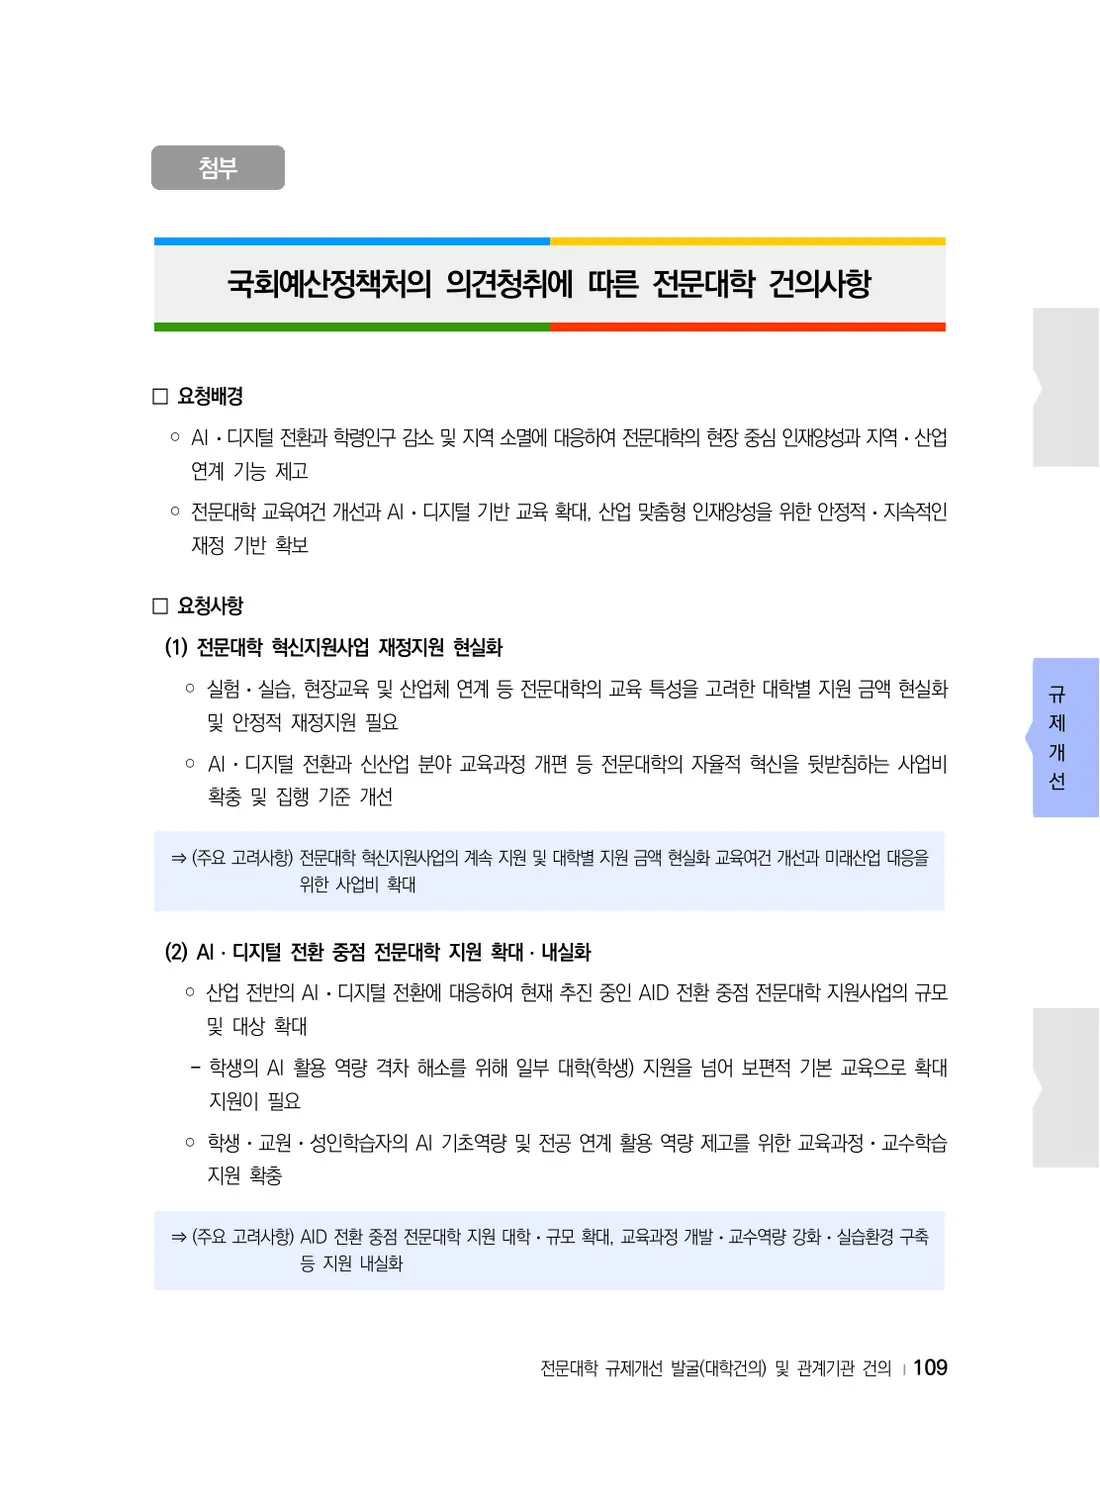 첨부
국회예산정책처의 의견청취에 따른 전문대학 건의사항
□ 요청배경
○ AI・디지털 전환과 학령인구 감소 및 지역 소멸에 대응하여 전문대학의 현장 중심 인재양성과 지역・산업
연계 기능 제고
○ 전문대학 교육여건 개선과 AI・디지털 기반 교육 확대, 산업 맞춤형 인재양성을 위한 안정적・지속적인
재정 기반 확보
□ 요청사항
(1) 전문대학 혁신지원사업 재정지원 현실화
○ 실험・실습, 현장교육 및 산업체 연계 등 전문대학의 교육 특성을 고려한 대학별 지원 금액 현실화
및 안정적 재정지원 필요
○ AI・디지털 전환과 신산업 분야 교육과정 개편 등 전문대학의 자율적 혁신을 뒷받침하는 사업비
확충 및 집행 기준 개선
⇒ (주요 고려사항) 전문대학 혁신지원사업의 계속 지원 및 대학별 지원 금액 현실화 교육여건 개선과 미래산업 대응을
위한 사업비 확대
(2) AI・디지털 전환 중점 전문대학 지원 확대・내실화
○ 산업 전반의 AI・디지털 전환에 대응하여 현재 추진 중인 AID 전환 중점 전문대학 지원사업의 규모
및 대상 확대
- 학생의 AI 활용 역량 격차 해소를 위해 일부 대학(학생) 지원을 넘어 보편적 기본 교육으로 확대
지원이 필요
○ 학생・교원・성인학습자의 AI 기초역량 및 전공 연계 활용 역량 제고를 위한 교육과정・교수학습
지원 확충
⇒ (주요 고려사항) AID 전환 중점 전문대학 지원 대학・규모 확대, 교육과정 개발・교수역량 강화・실습환경 구축
등 지원 내실화
규
제
개
선
전문대학 규제개선 발굴(대학건의) 및 관계기관 건의 | 109